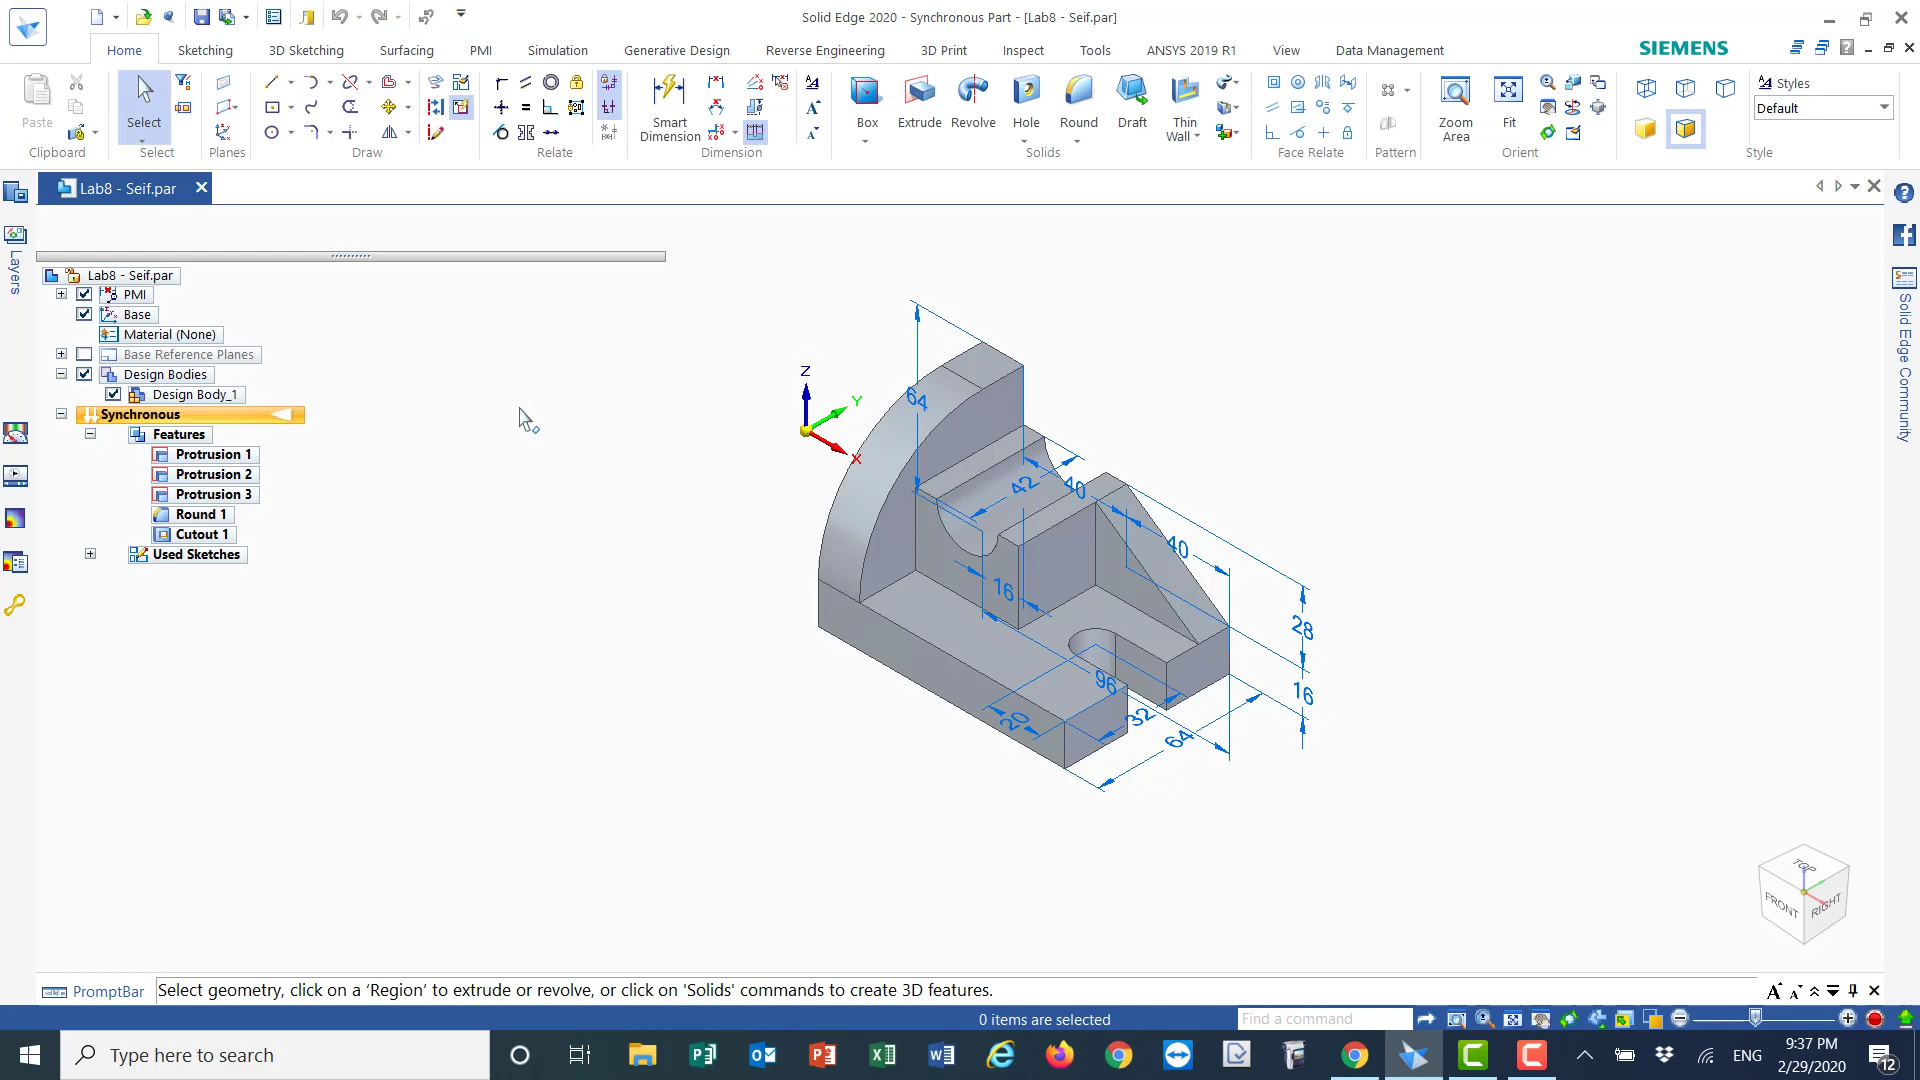 Solid Edge 2020 - Synchronous Part - [Lab8 - Seif.par]
Home Sketching 3D Sketching Surfacing PMI Simulation Generative Design Reverse Engineering 3D Print Inspect Tools ANSYS 2019 R1 View Data Management
SIEMENS
Paste
Select
Smart Dimension
Box
Extrude
Revolve
Hole
Round
Draft
Thin Wall
Zoom Area
Fit
Styles
Default
Clipboard Select Planes Draw Relate Dimension Solids Face Relate Pattern Orient Style
Lab8 - Seif.par
Layers
Lab8 - Seif.par
PMI
Base
Material (None)
Base Reference Planes
Design Bodies
Design Body_1
Synchronous
Features
Protrusion 1
Protrusion 2
Protrusion 3
Round 1
Cutout 1
Used Sketches
Z
Y
X
64
42
40
40
16
28
96
16
20
32
64
Solid Edge Community
TOP
FRONT
RIGHT
PromptBar
Select geometry, click on a ‘Region’ to extrude or revolve, or click on 'Solids' commands to create 3D features.
0 items are selected
Find a command
Type here to search
ENG
9:37 PM
2/29/2020
12